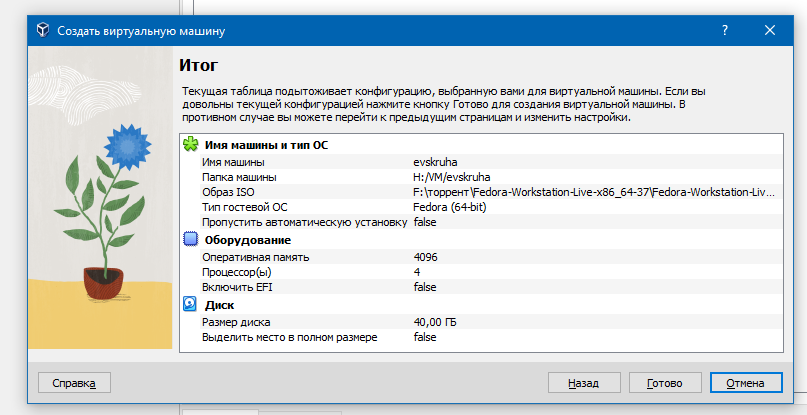 Создать виртуальную машину
?
Итог
Текущая таблица подытоживает конфигурацию, выбранную вами для виртуальной машины. Если вы
довольны текущей конфигурацией нажмите кнопку Готово для создания виртуальной машины. В
противном случае вы можете перейти к предыдущим страницам и изменить настройки.
Имя машины и тип ОС
Имя машины evskruha
Папка машины H:/VM/evskruha
Образ ISO F:\торрент\Fedora-Workstation-Live-x86_64-37\Fedora-Workstation-Liv...
Тип гостевой ОС Fedora (64-bit)
Пропустить автоматическую установку false
Оборудование
Оперативная память 4096
Процессор(ы) 4
Включить EFI false
Диск
Размер диска 40,00 ГБ
Выделить место в полном размере false
Справка Назад Готово Отмена